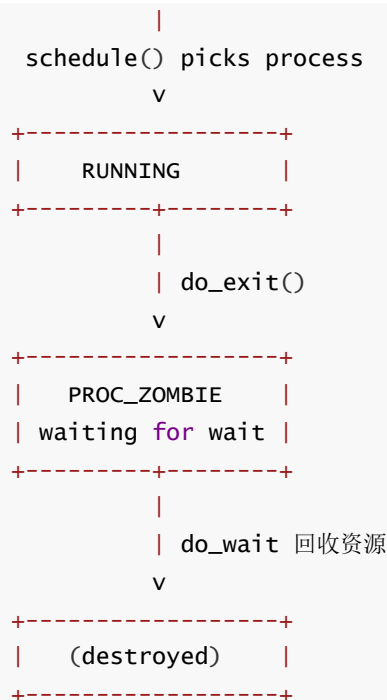 |
schedule() picks process
v
+------------------+
|     RUNNING      |
+---------+--------+
|
| do_exit()
v
+------------------+
|   PROC_ZOMBIE    |
| waiting for wait |
+---------+--------+
|
| do_wait 回收资源
v
+------------------+
|   (destroyed)    |
+------------------+